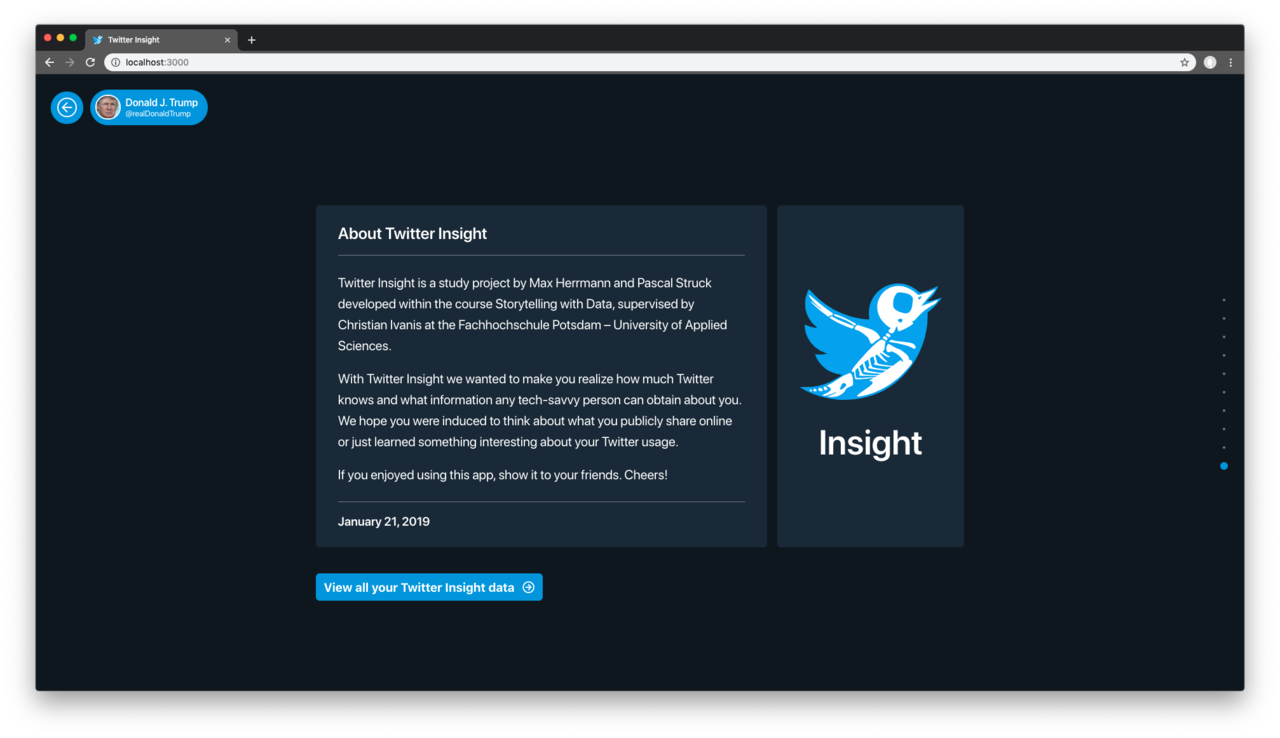 Twitter Insight
localhost:3000
Donald J. Trump
@realDonaldTrump
About Twitter Insight
Twitter Insight is a study project by Max Herrmann and Pascal Struck
developed within the course Storytelling with Data, supervised by
Christian Ivanis at the Fachhochschule Potsdam – University of Applied
Sciences.
With Twitter Insight we wanted to make you realize how much Twitter
knows and what information any tech-savvy person can obtain about you.
We hope you were induced to think about what you publicly share online
or just learned something interesting about your Twitter usage.
If you enjoyed using this app, show it to your friends. Cheers!
January 21, 2019
Insight
View all your Twitter Insight data